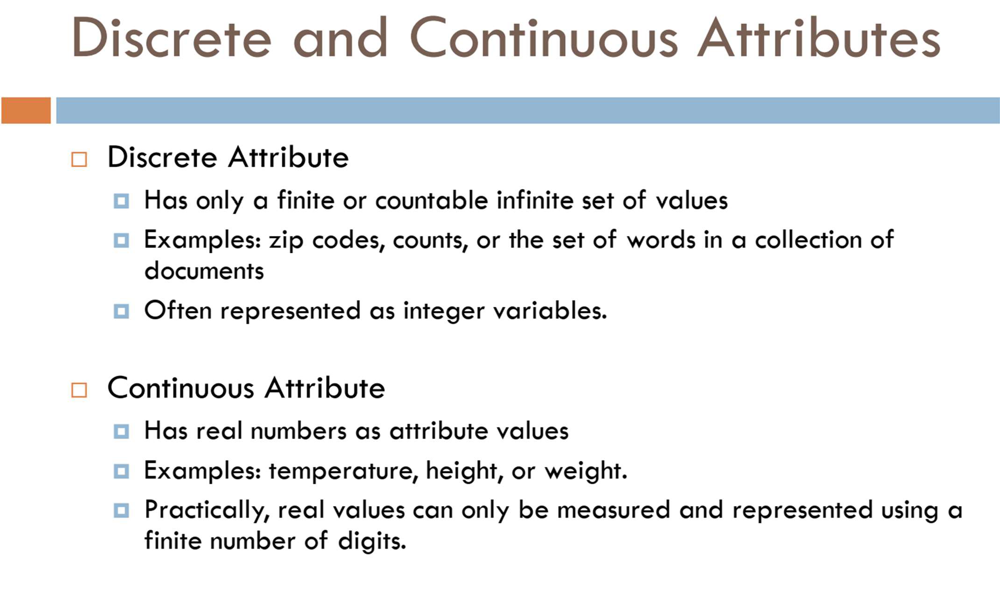 Discrete and Continuous Attributes
Discrete Attribute
Has only a finite or countable infinite set of values
Examples: zip codes, counts, or the set of words in a collection of
documents
Often represented as integer variables.
Continuous Attribute
Has real numbers as attribute values
Examples: temperature, height, or weight.
Practically, real values can only be measured and represented using a
finite number of digits.